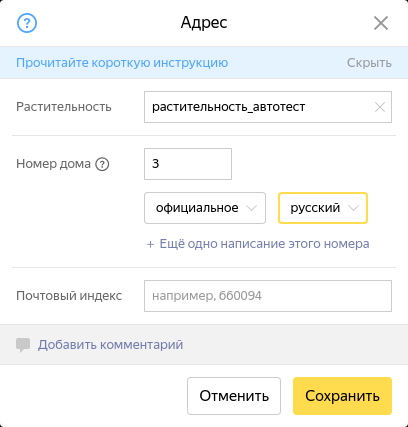 ?
Адрес
Прочитайте короткую инструкцию Скрыть
Растительность растительность_автотест
Номер дома ? 3
официальное русский
+ Ещё одно написание этого номера
Почтовый индекс например, 660094
Добавить комментарий
Отменить Сохранить